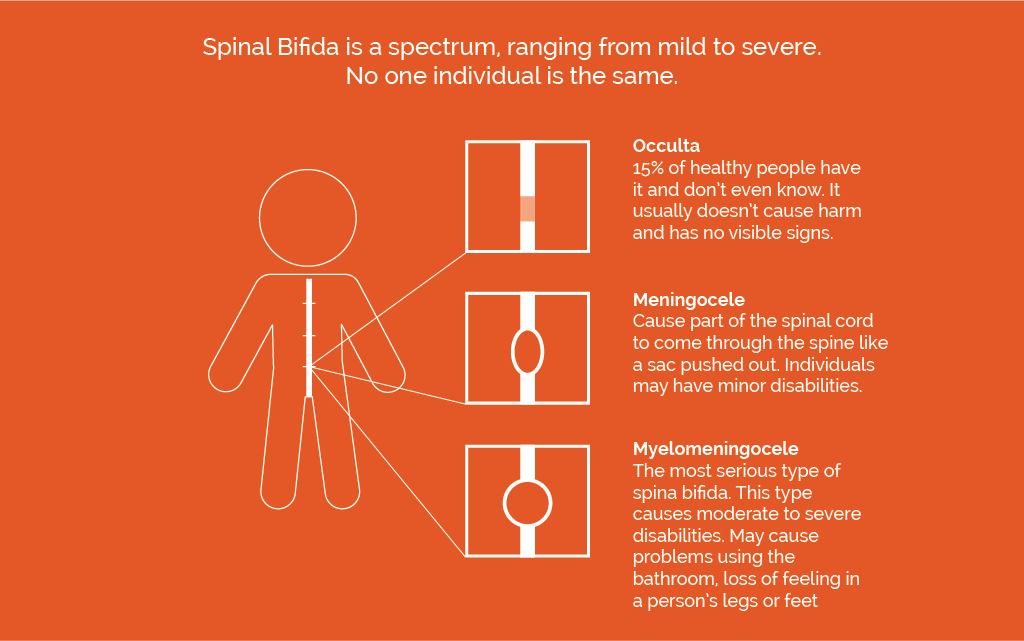 Spinal Bifida is a spectrum, ranging from mild to severe.
No one individual is the same.
Occulta
15% of healthy people have
it and don't even know. It
usually doesn't cause harm
and has no visible signs.
Meningocele
Cause part of the spinal cord
to come through the spine like
a sac pushed out. Individuals
may have minor disabilities.
Myelomeningocele
The most serious type of
spina bifida. This type
causes moderate to severe
disabilities. May cause
problems using the
bathroom, loss of feeling in
a person's legs or feet